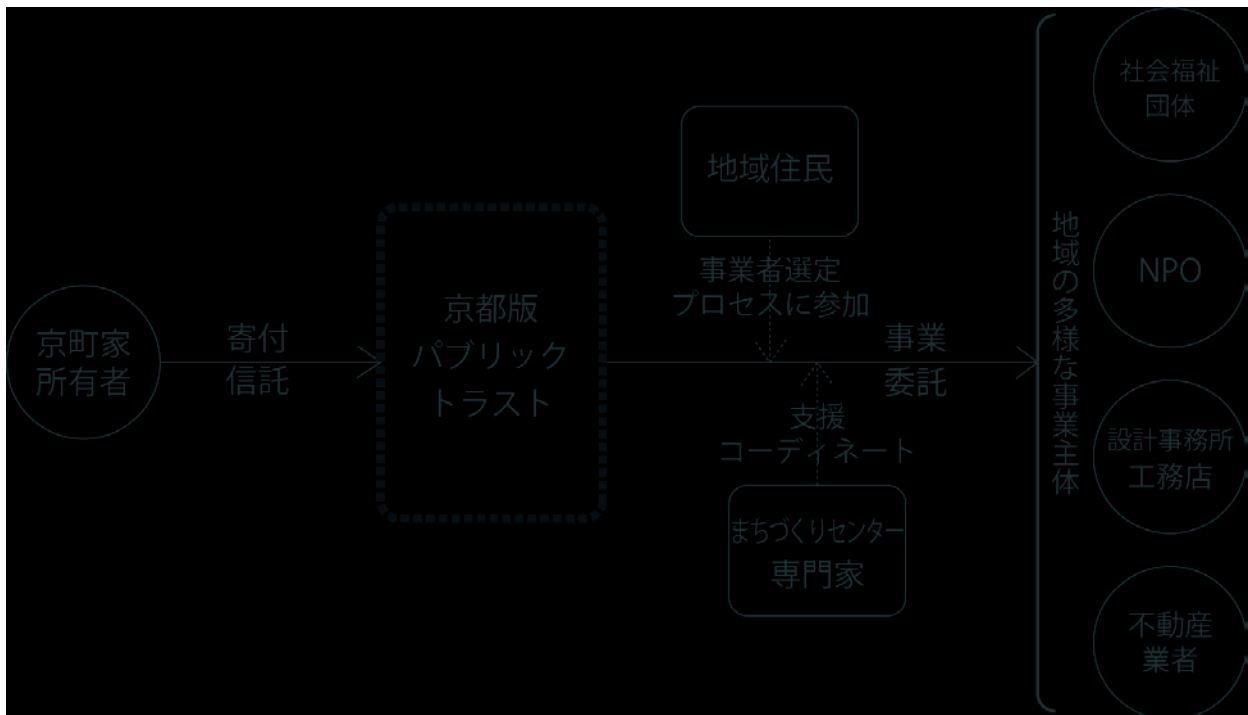 京町家
所有者
寄付
信託
京都版
パブリック
トラスト
地域住民
事業者選定
プロセスに参加
支援
コーディネート
まちづくりセンター
専門家
事業
委託
地域の多様な事業主体
社会福祉
団体
NPO
設計事務所
工務店
不動産
業者